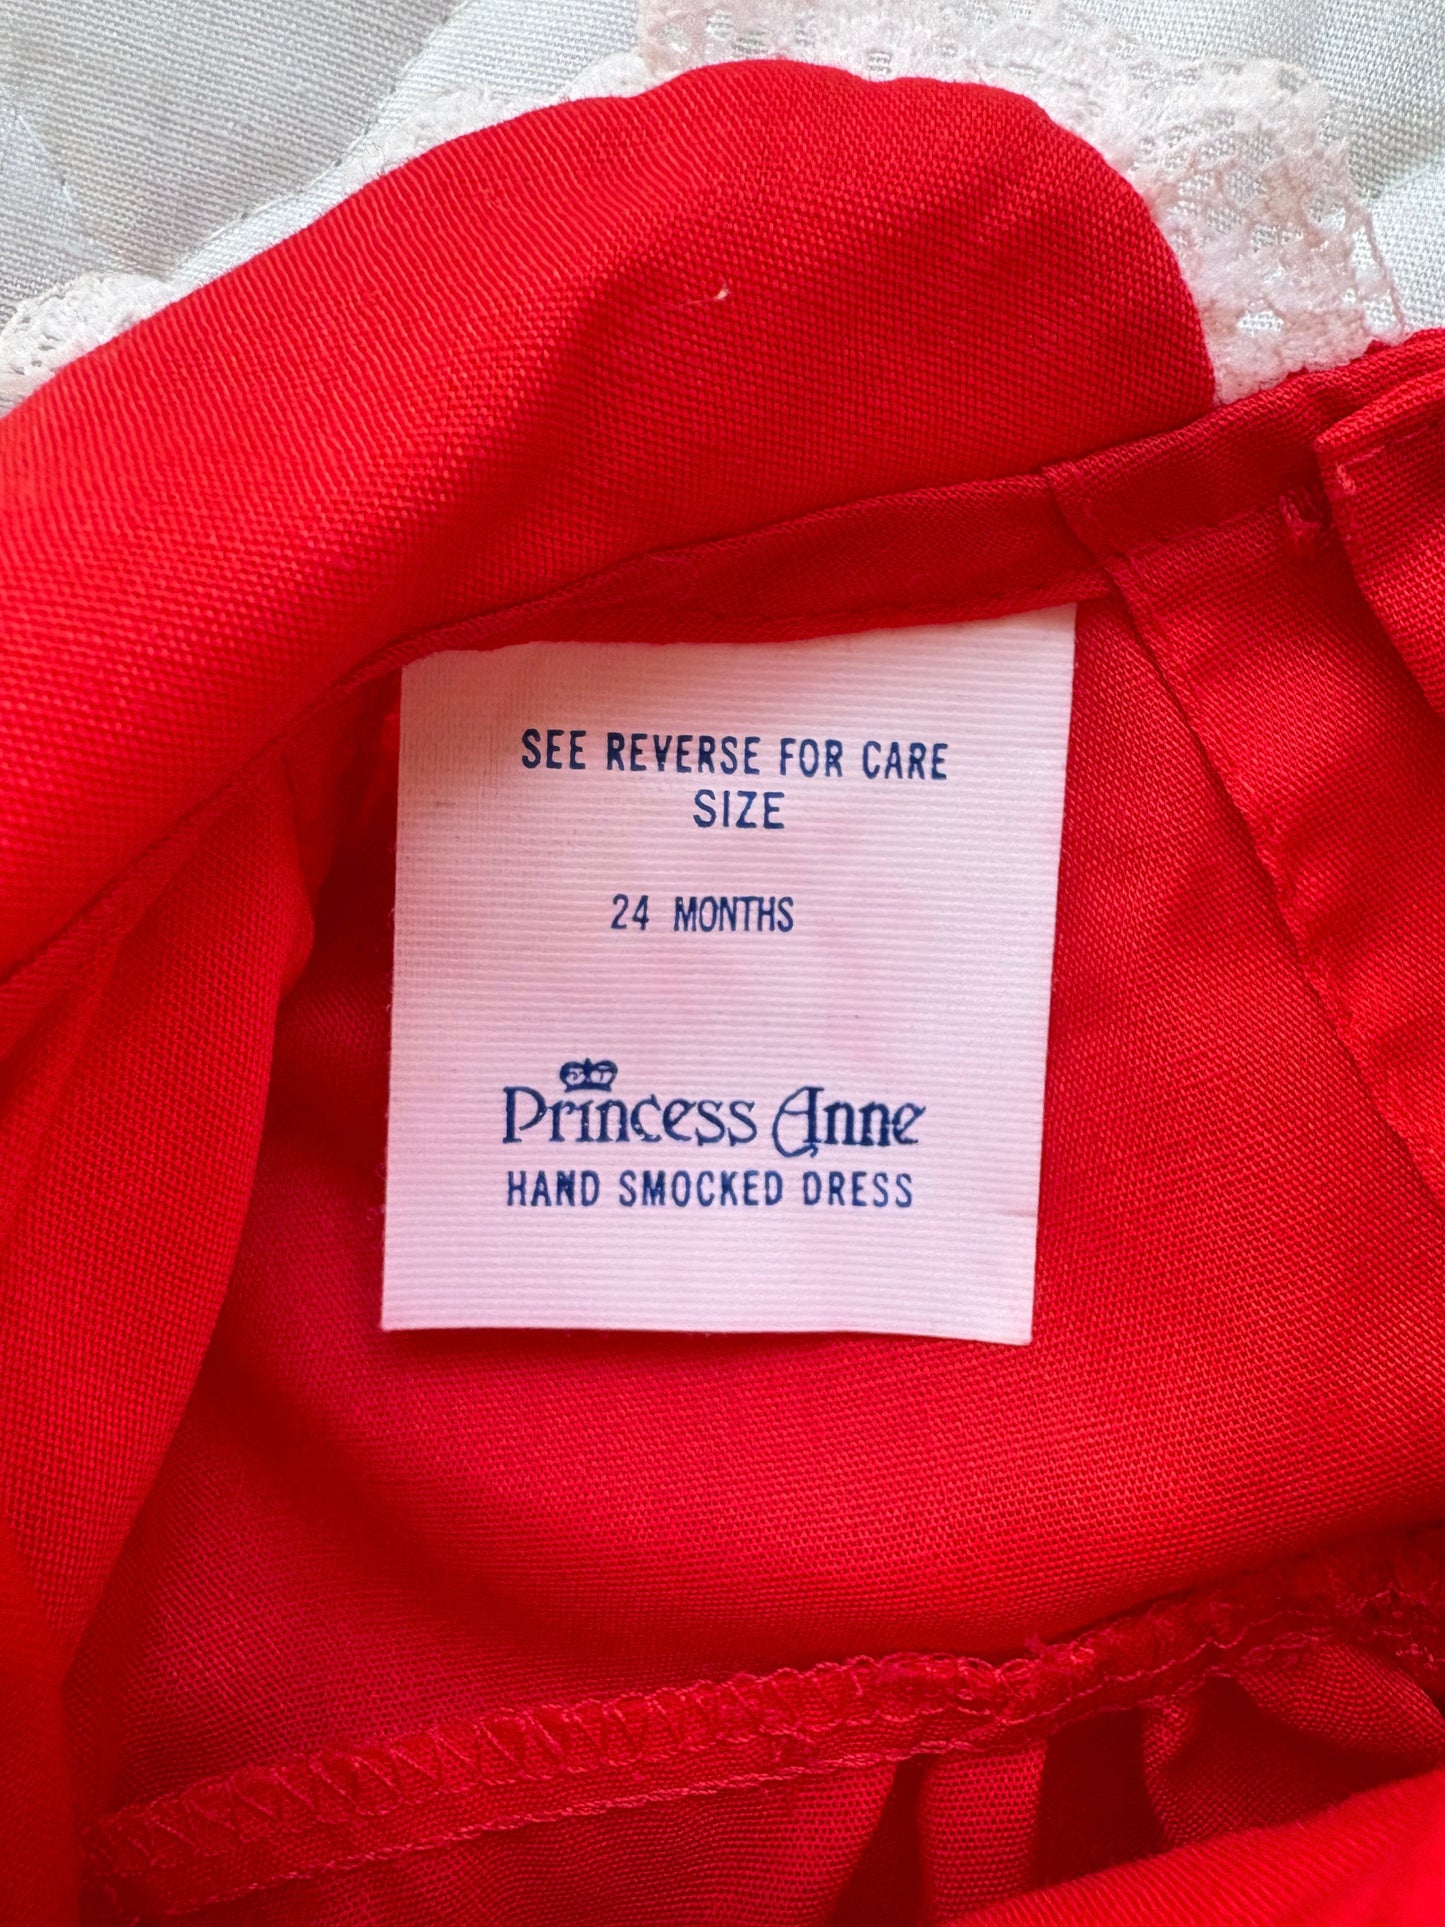 SEE REVERSE FOR CARE
SIZE
24 MONTHS
Princess Anne
HAND SMOCKED DRESS